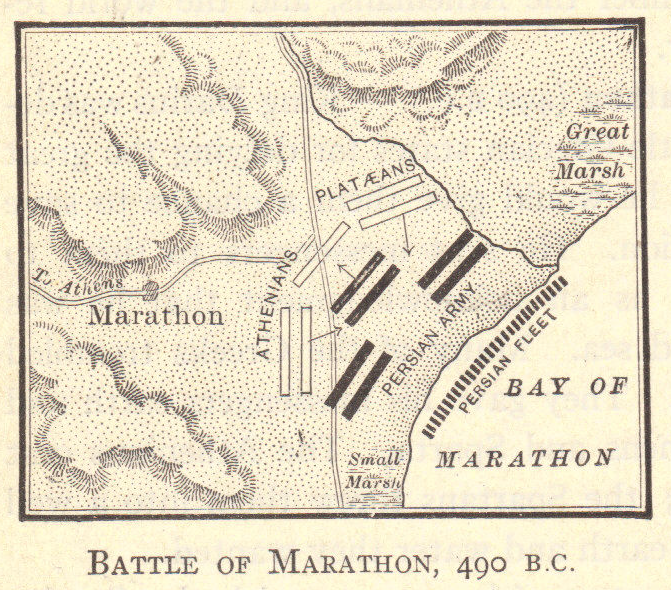 Great
Marsh
PLATÆANS
To Athens
Marathon
ATHENIANS
PERSIAN ARMY
PERSIAN FLEET
BAY OF
MARATHON
Small
Marsh
BATTLE OF MARATHON, 490 B.C.